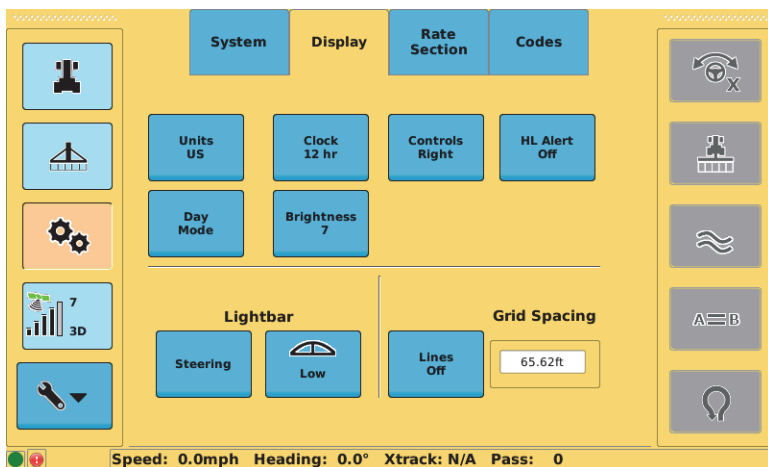 System
Display
Rate
Section
Codes
Units
US
Clock
12 hr
Controls
Right
HL Alert
Off
Day
Mode
Brightness
7
7
3D
X
A B
Lightbar
Steering
Low
Grid Spacing
Lines
Off
65.62ft
Speed: 0.0mph Heading: 0.0° Xtrack: N/A Pass: 0